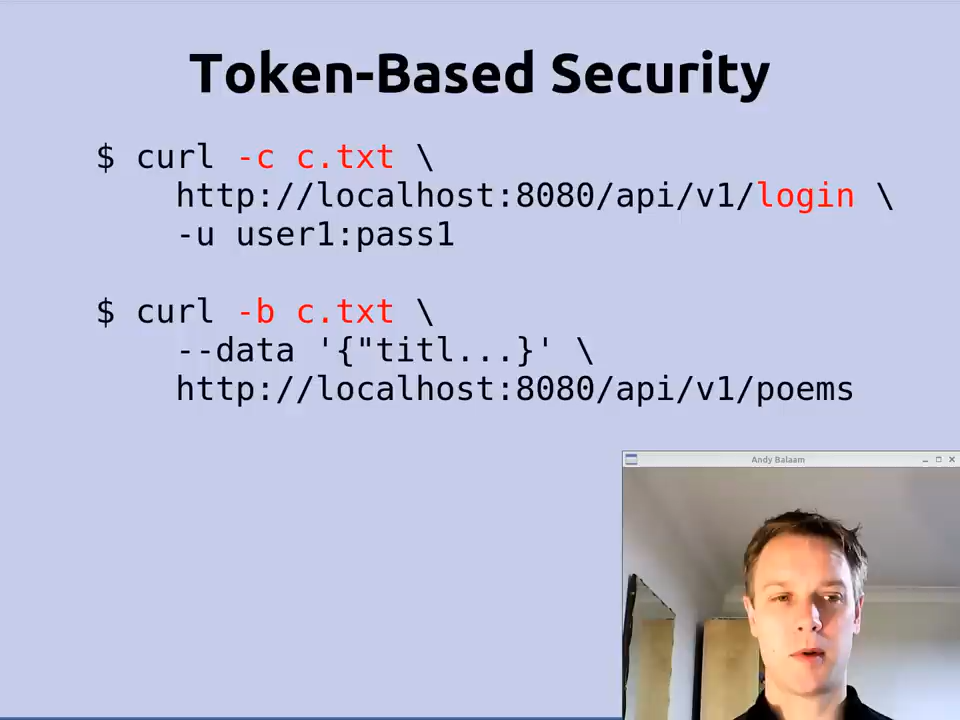 Token-Based Security
$ curl -c c.txt \
http://localhost:8080/api/v1/login \
-u user1:pass1
$ curl -b c.txt \
--data '{"titl...}' \
http://localhost:8080/api/v1/poems
Andy Balaam